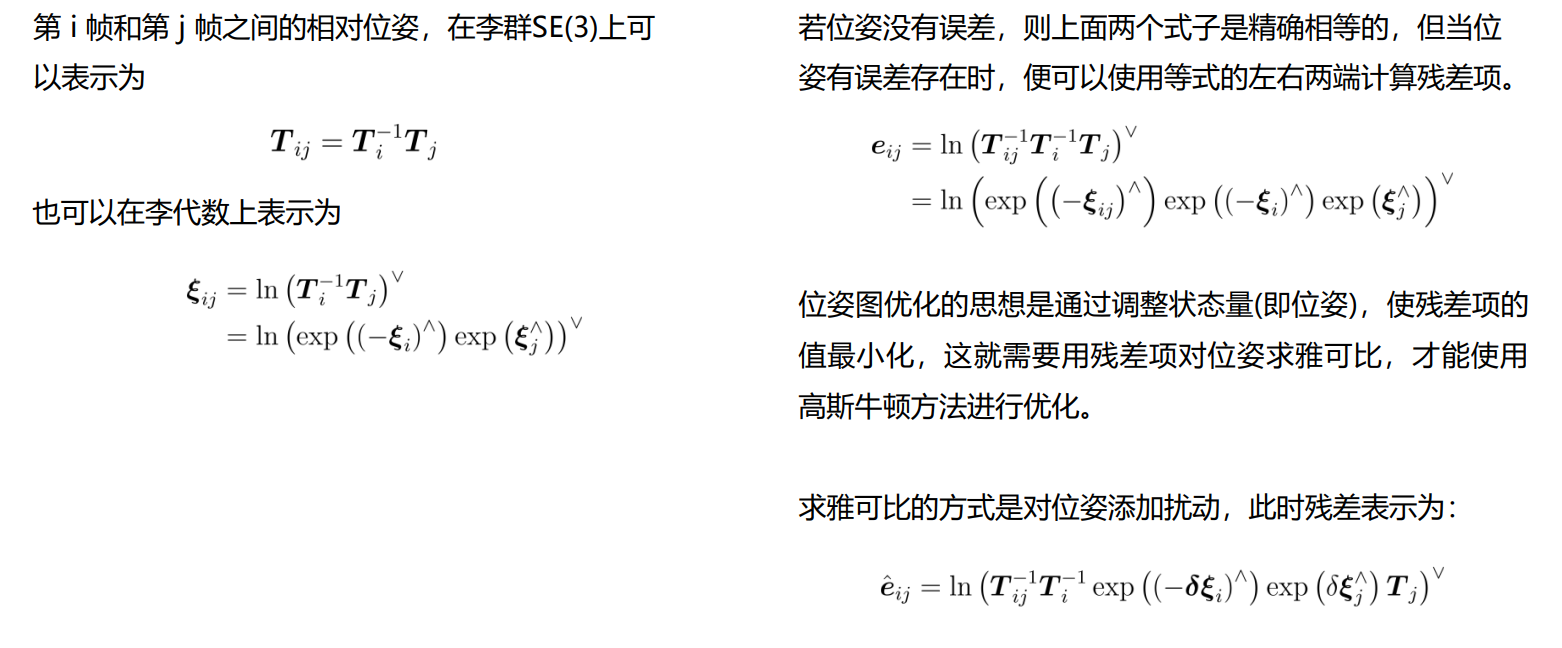 第 i 帧和第 j 帧之间的相对位姿，在李群SE(3)上可
以表示为
$\boldsymbol{T}_{ij} = \boldsymbol{T}_i^{-1} \boldsymbol{T}_j$
也可以在李代数上表示为
$\boldsymbol{\xi}_{ij} = \ln \left( \boldsymbol{T}_i^{-1} \boldsymbol{T}_j \right)^\vee$
$= \ln \left( \exp \left( (-\boldsymbol{\xi}_i)^\wedge \right) \exp \left( \boldsymbol{\xi}_j^\wedge \right) \right)^\vee$
若位姿没有误差，则上面两个式子是精确相等的，但当位
姿有误差存在时，便可以使用等式的左右两端计算残差项。
$\boldsymbol{e}_{ij} = \ln \left( \boldsymbol{T}_{ij}^{-1} \boldsymbol{T}_i^{-1} \boldsymbol{T}_j \right)^\vee$
$= \ln \left( \exp \left( (-\boldsymbol{\xi}_{ij})^\wedge \right) \exp \left( (-\boldsymbol{\xi}_i)^\wedge \right) \exp \left( \boldsymbol{\xi}_j^\wedge \right) \right)^\vee$
位姿图优化的思想是通过调整状态量(即位姿)，使残差项的
值最小化，这就需要用残差项对位姿求雅可比，才能使用
高斯牛顿方法进行优化。
求雅可比的方式是对位姿添加扰动，此时残差表示为：
$\hat{\boldsymbol{e}}_{ij} = \ln \left( \boldsymbol{T}_{ij}^{-1} \boldsymbol{T}_i^{-1} \exp \left( (-\boldsymbol{\delta \xi}_i)^\wedge \right) \exp \left( \delta \boldsymbol{\xi}_j^\wedge \right) \boldsymbol{T}_j \right)^\vee$